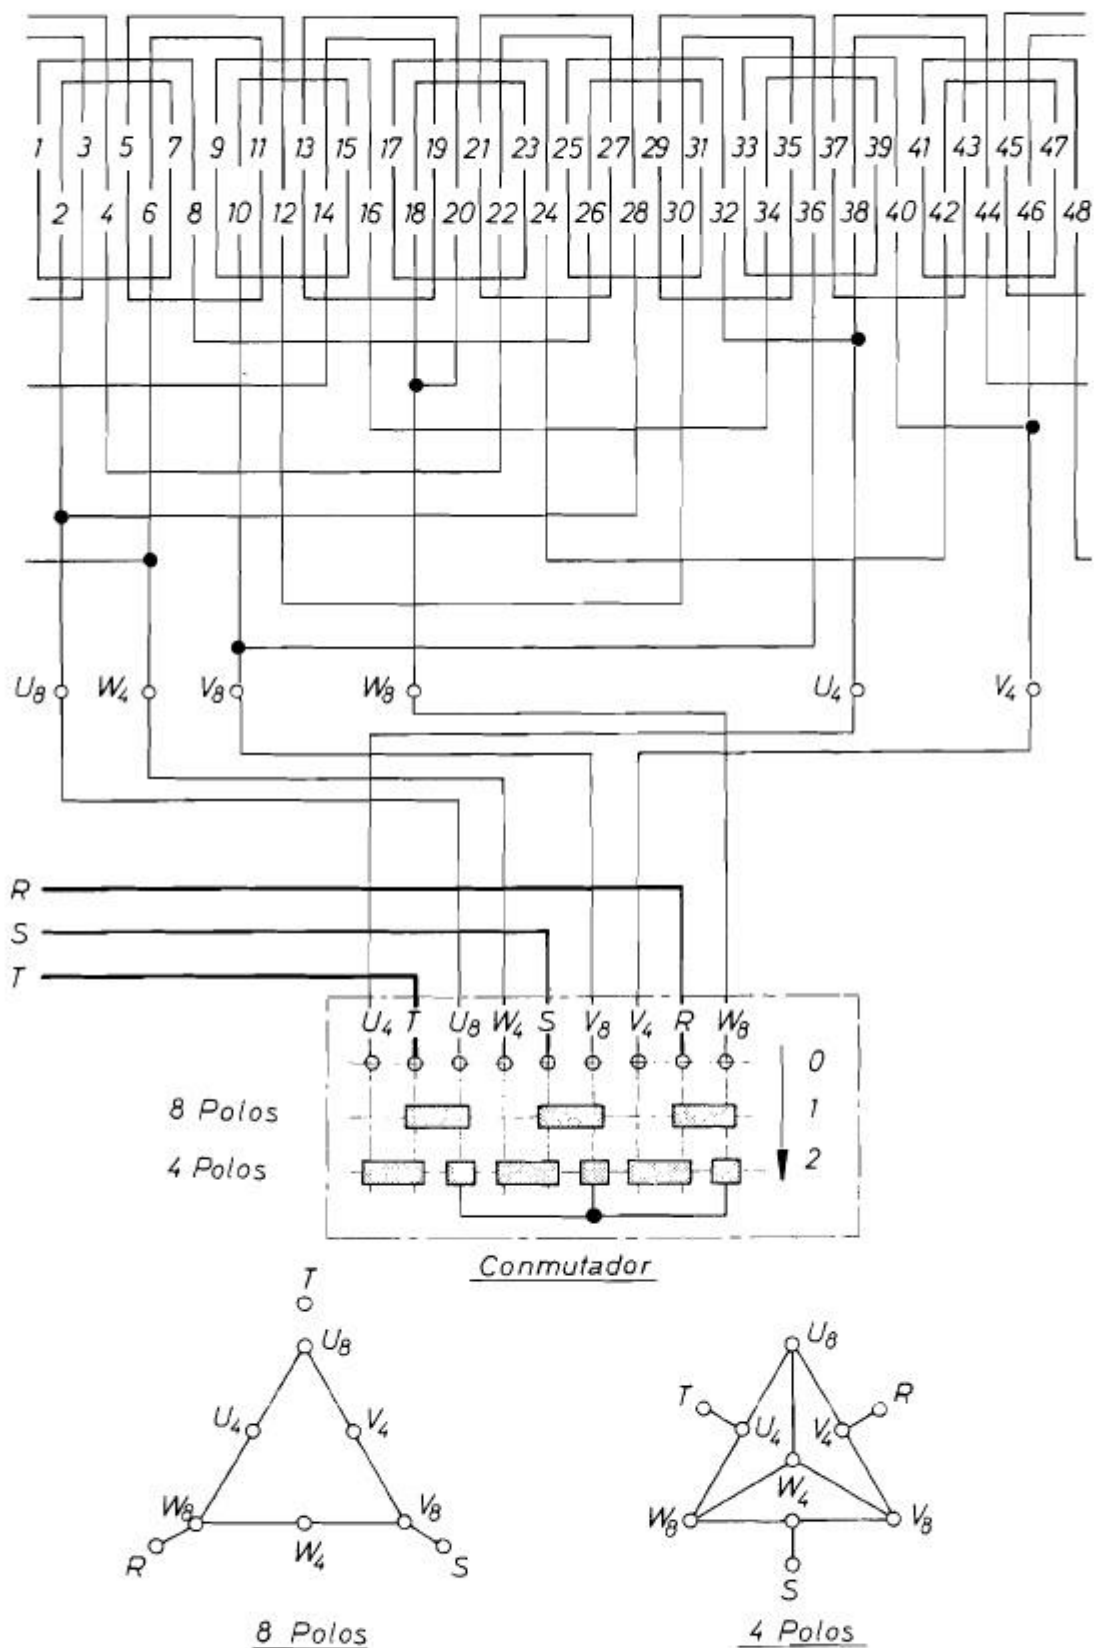 1 3 5 7 9 11 13 15 17 19 21 23 25 27 29 31 33 35 37 39 41 43 45 47
2 4 6 8 10 12 14 16 18 20 22 24 26 28 30 32 34 36 38 40 42 44 46 48
U8 W4 V8 W8 U4 V4
R
S
T
U4 T U8 W4 S V8 V4 R W8 0
8 Polos 1
4 Polos 2
Conmutador
T
U8
U4 V4
W8 V8
R W4 S
8 Polos
U8
T R
U4 V4
W4
W8 V8
S
4 Polos